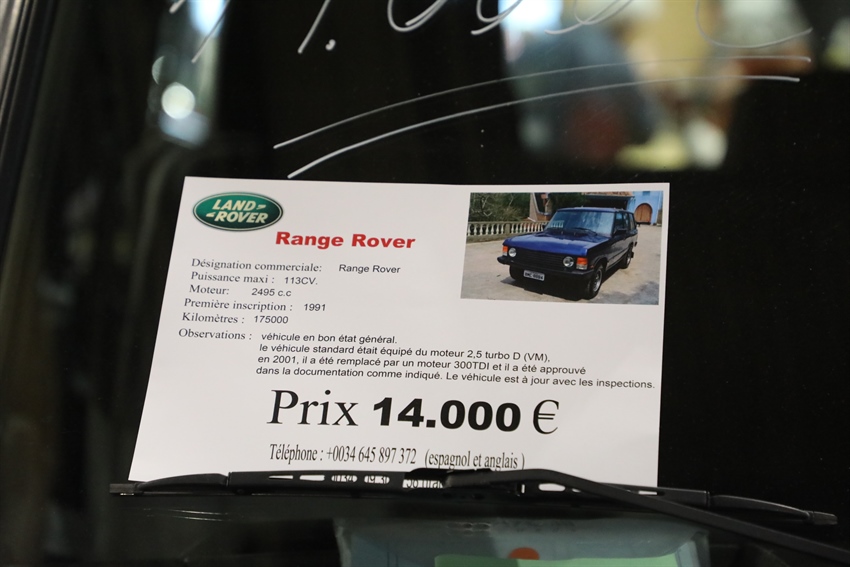 LAND-
ROVER
Range Rover
Désignation commerciale: Range Rover
Puissance maxi : 113CV.
Moteur: 2495 c.c
Première inscription : 1991
Kilomètres : 175000
Observations : véhicule en bon état général.
le véhicule standard était équipé du moteur 2,5 turbo D (VM),
en 2001, il a été remplacé par un moteur 300TDI et il a été approuvé
dans la documentation comme indiqué. Le véhicule est à jour avec les inspections.
Prix 14.000 €
Téléphone : +0034 645 897 372 (espagnol et anglais )